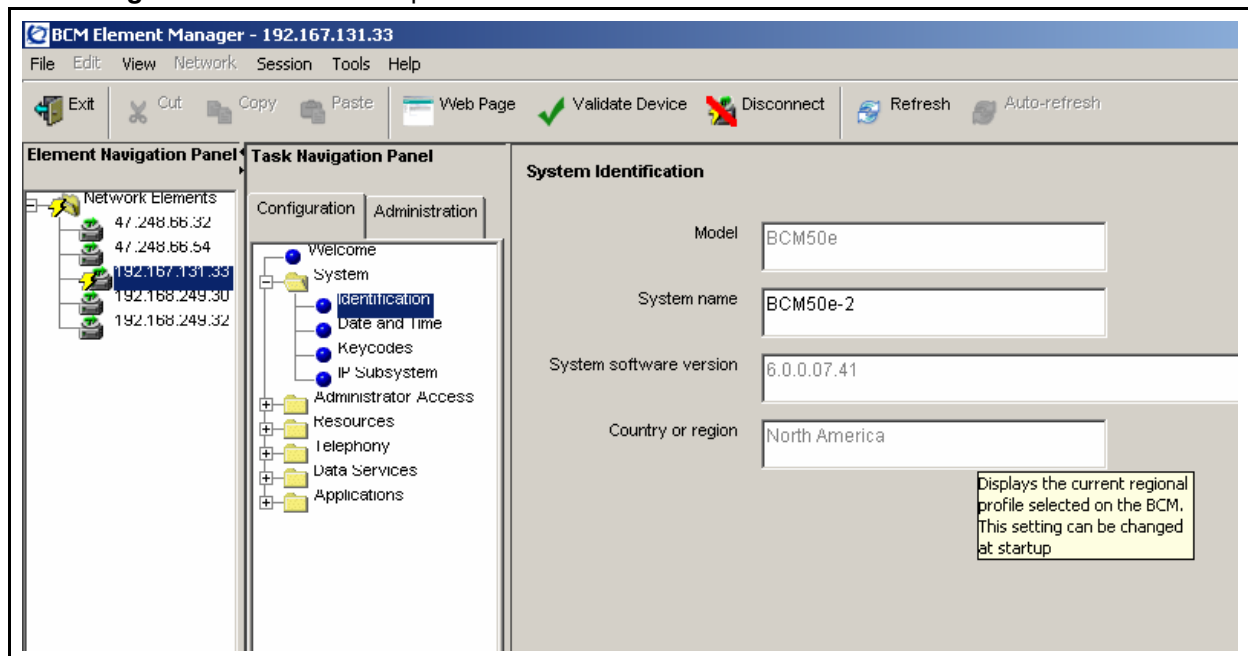 BCM Element Manager - 192.167.131.33
File Edit View Network Session Tools Help
Exit Cut Copy Paste Web Page Validate Device Disconnect Refresh Auto-refresh
Element Navigation Panel
Network Elements
47.248.66.32
47.248.66.54
192.167.131.33
192.168.249.30
192.168.249.32
Task Navigation Panel
Configuration Administration
Welcome
System
Identification
Date and Time
Keycodes
IP Subsystem
Administrator Access
Resources
Telephony
Data Services
Applications
System Identification
Model BCM50e
System name BCM50e-2
System software version 6.0.0.07.41
Country or region North America
Displays the current regional
profile selected on the BCM.
This setting can be changed
at startup